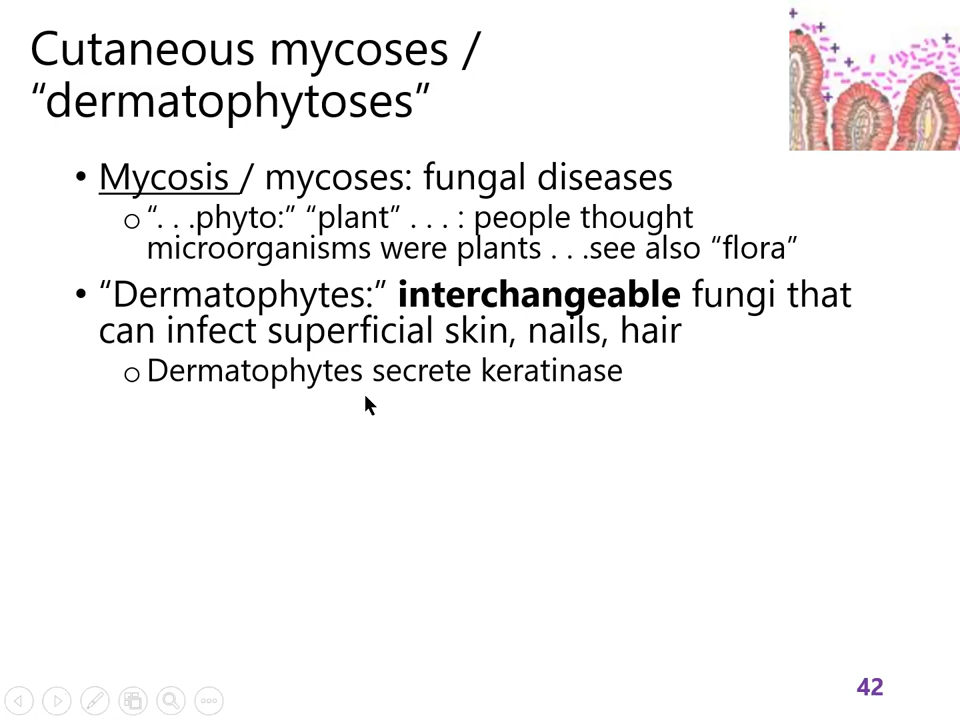 Cutaneous mycoses /
“dermatophytoses”
• Mycosis / mycoses: fungal diseases
o “. . .phyto:” “plant” . . . : people thought
microorganisms were plants . . .see also “flora”
• “Dermatophytes:” interchangeable fungi that
can infect superficial skin, nails, hair
o Dermatophytes secrete keratinase
42